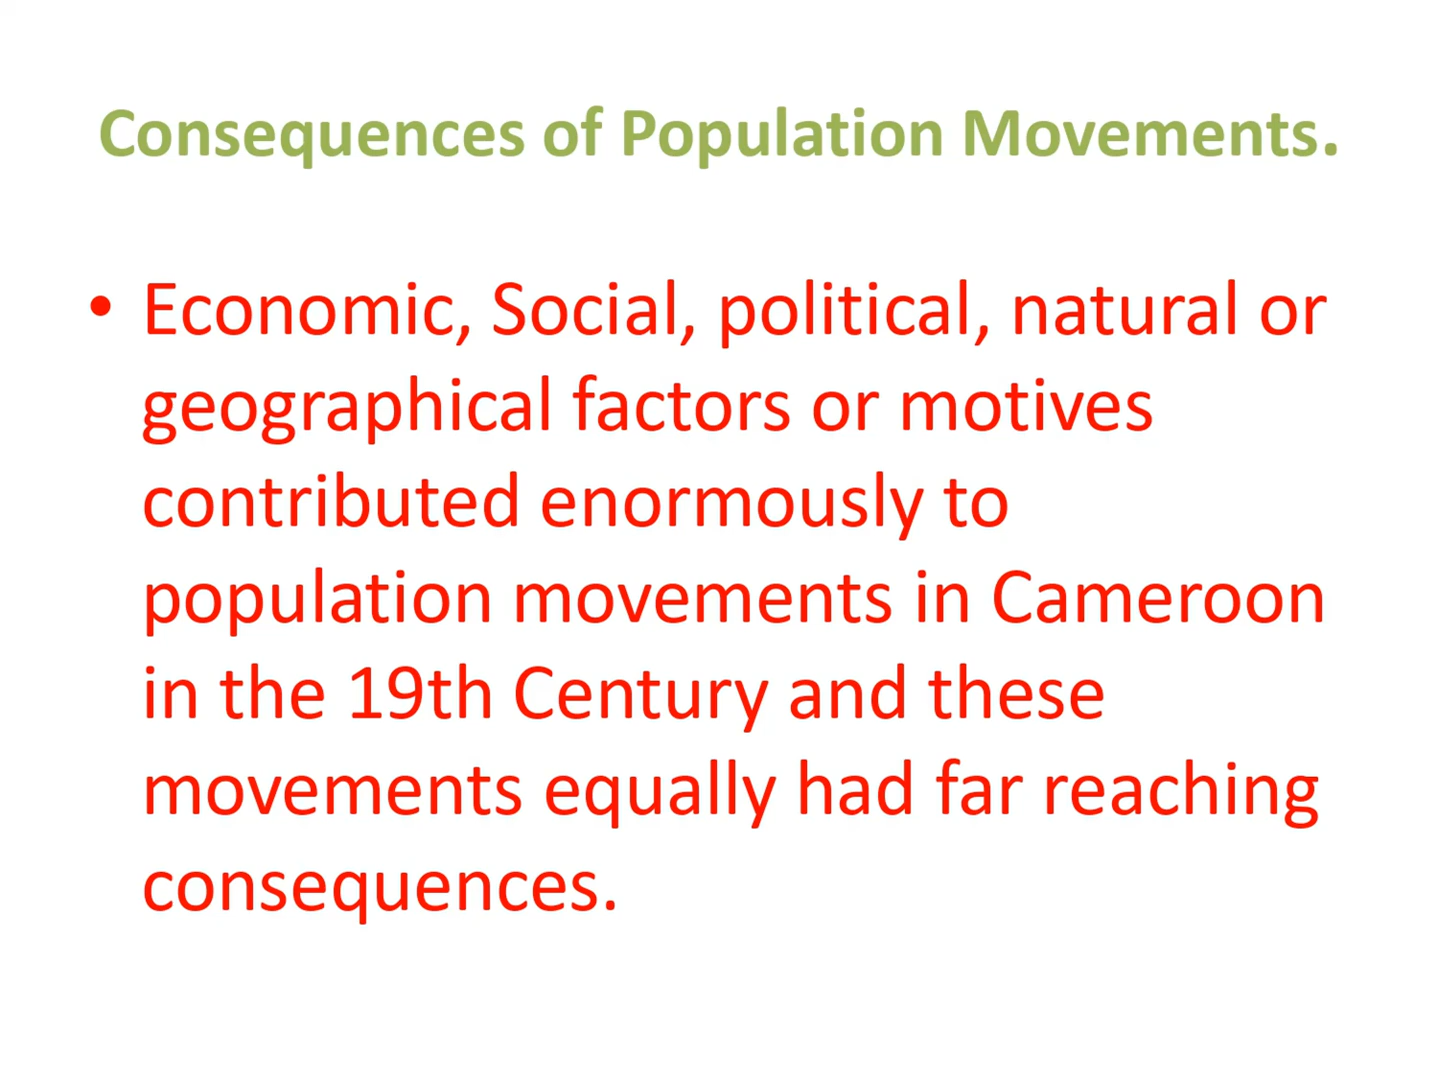 Consequences of Population Movements.
• Economic, Social, political, natural or
geographical factors or motives
contributed enormously to
population movements in Cameroon
in the 19th Century and these
movements equally had far reaching
consequences.